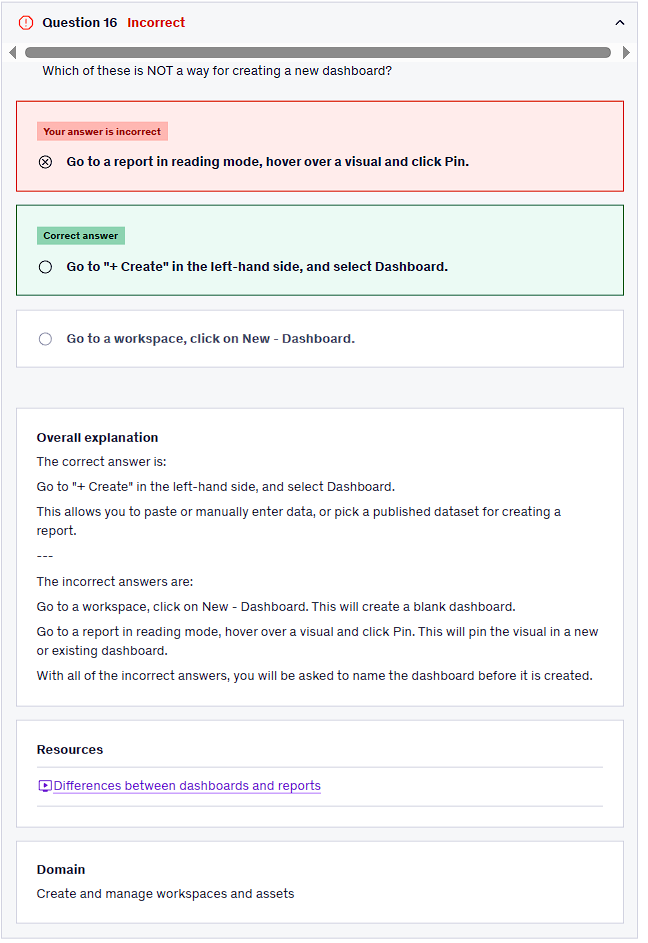 Question 16 Incorrect
Which of these is NOT a way for creating a new dashboard?
Your answer is incorrect
Go to a report in reading mode, hover over a visual and click Pin.
Correct answer
Go to "+ Create" in the left-hand side, and select Dashboard.
Go to a workspace, click on New - Dashboard.
Overall explanation
The correct answer is:
Go to "+ Create" in the left-hand side, and select Dashboard.
This allows you to paste or manually enter data, or pick a published dataset for creating a
report.
---
The incorrect answers are:
Go to a workspace, click on New - Dashboard. This will create a blank dashboard.
Go to a report in reading mode, hover over a visual and click Pin. This will pin the visual in a new
or existing dashboard.
With all of the incorrect answers, you will be asked to name the dashboard before it is created.
Resources
Differences between dashboards and reports
Domain
Create and manage workspaces and assets